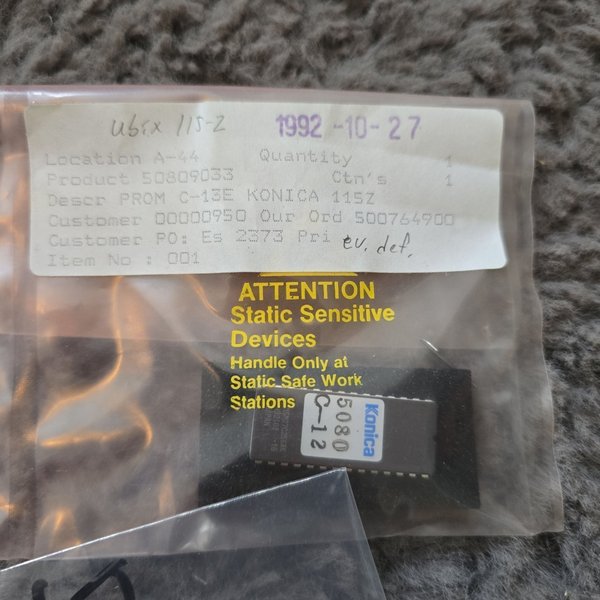 Ubix 115-Z 1992-10-27
Location A-44 Quantity 1
Product 50809033 Ctn's 1
Descr PROM C-13E KONICA 115Z
Customer 00000950 Our Ord 500764900
Customer PO: Es 2373 Pri ev. def.
Item No : 001
ATTENTION
Static Sensitive
Devices
Handle Only at
Static Safe Work
Stations
Konica
5080
C-12